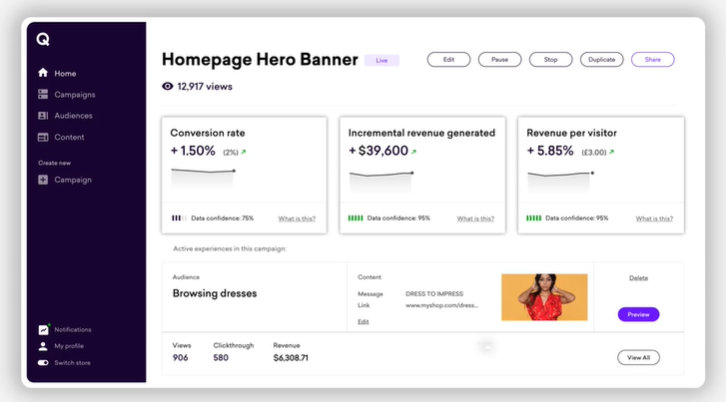 Q
Home
Campaigns
Audiences
Content
Create new
Campaign
Notifications
My profile
Switch store
Homepage Hero Banner Live Edit Pause Stop Duplicate Share
12,917 views
Conversion rate
+ 1.50% (2%)
Data confidence: 75% What is this?
Incremental revenue generated
+ $39,600
Data confidence: 95% What is this?
Revenue per visitor
+ 5.85% (£3.00)
Data confidence: 95% What is this?
Active experiences in this campaign:
Audience
Browsing dresses
Content
Message DRESS TO IMPRESS
Link www.myshop.com/dress...
Edit
Delete
Preview
Views Clickthrough Revenue
906 580 $6,308.71
View All